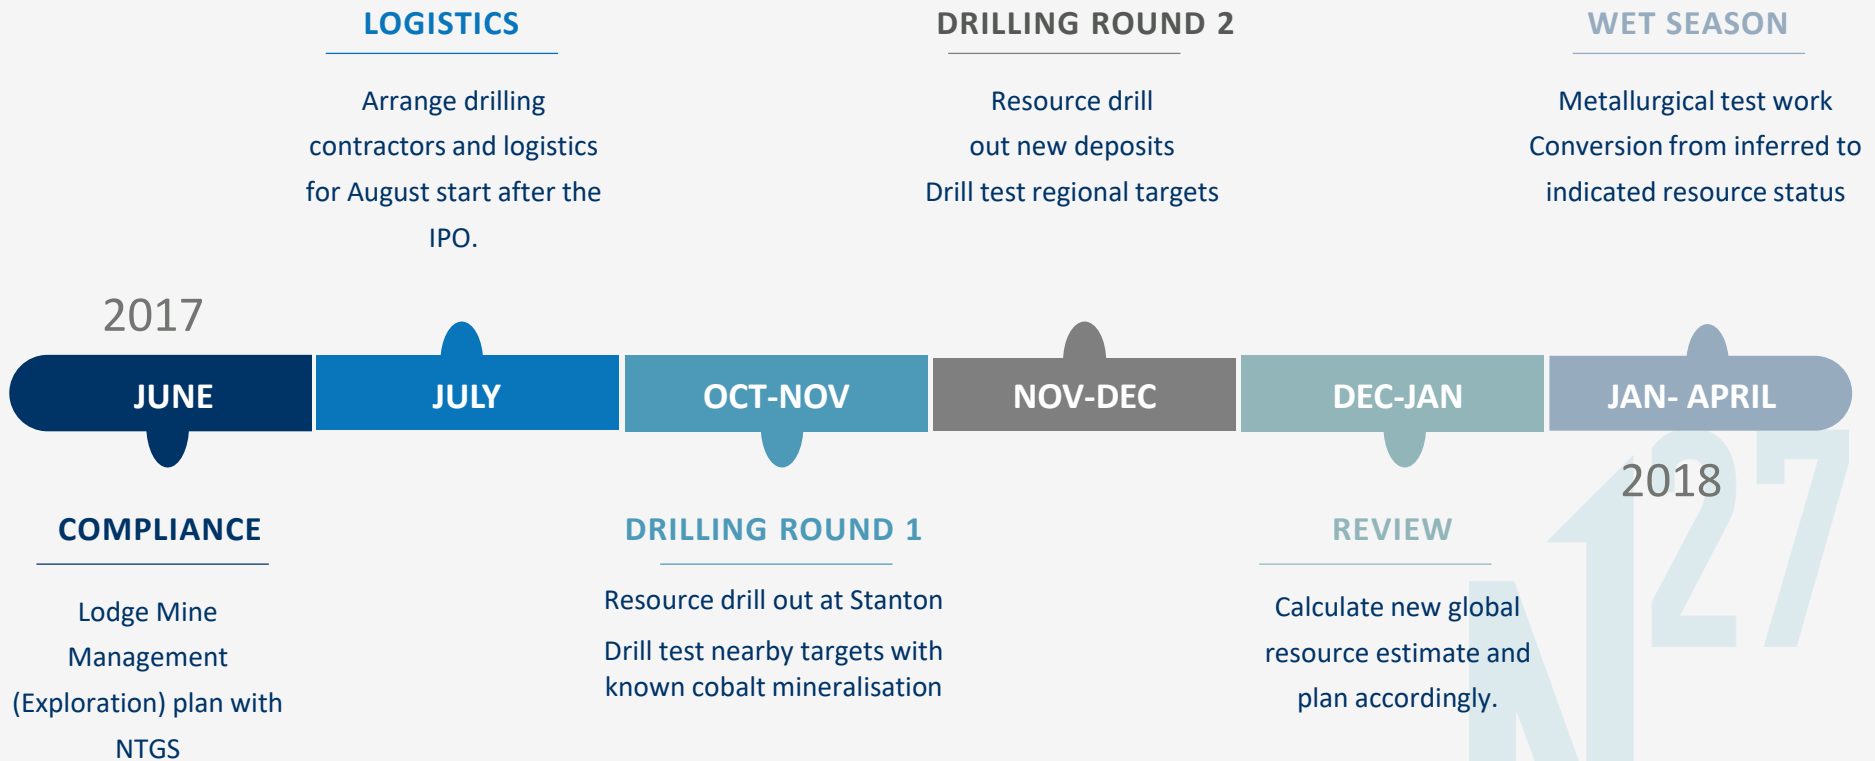 LOGISTICS
Arrange drilling
contractors and logistics
for August start after the
IPO.
DRILLING ROUND 2
Resource drill
out new deposits
Drill test regional targets
WET SEASON
Metallurgical test work
Conversion from inferred to
indicated resource status
2017
JUNE
JULY
OCT-NOV
NOV-DEC
DEC-JAN
JAN- APRIL
2018
COMPLIANCE
Lodge Mine
Management
(Exploration) plan with
NTGS
DRILLING ROUND 1
Resource drill out at Stanton
Drill test nearby targets with
known cobalt mineralisation
REVIEW
Calculate new global
resource estimate and
plan accordingly.
N27